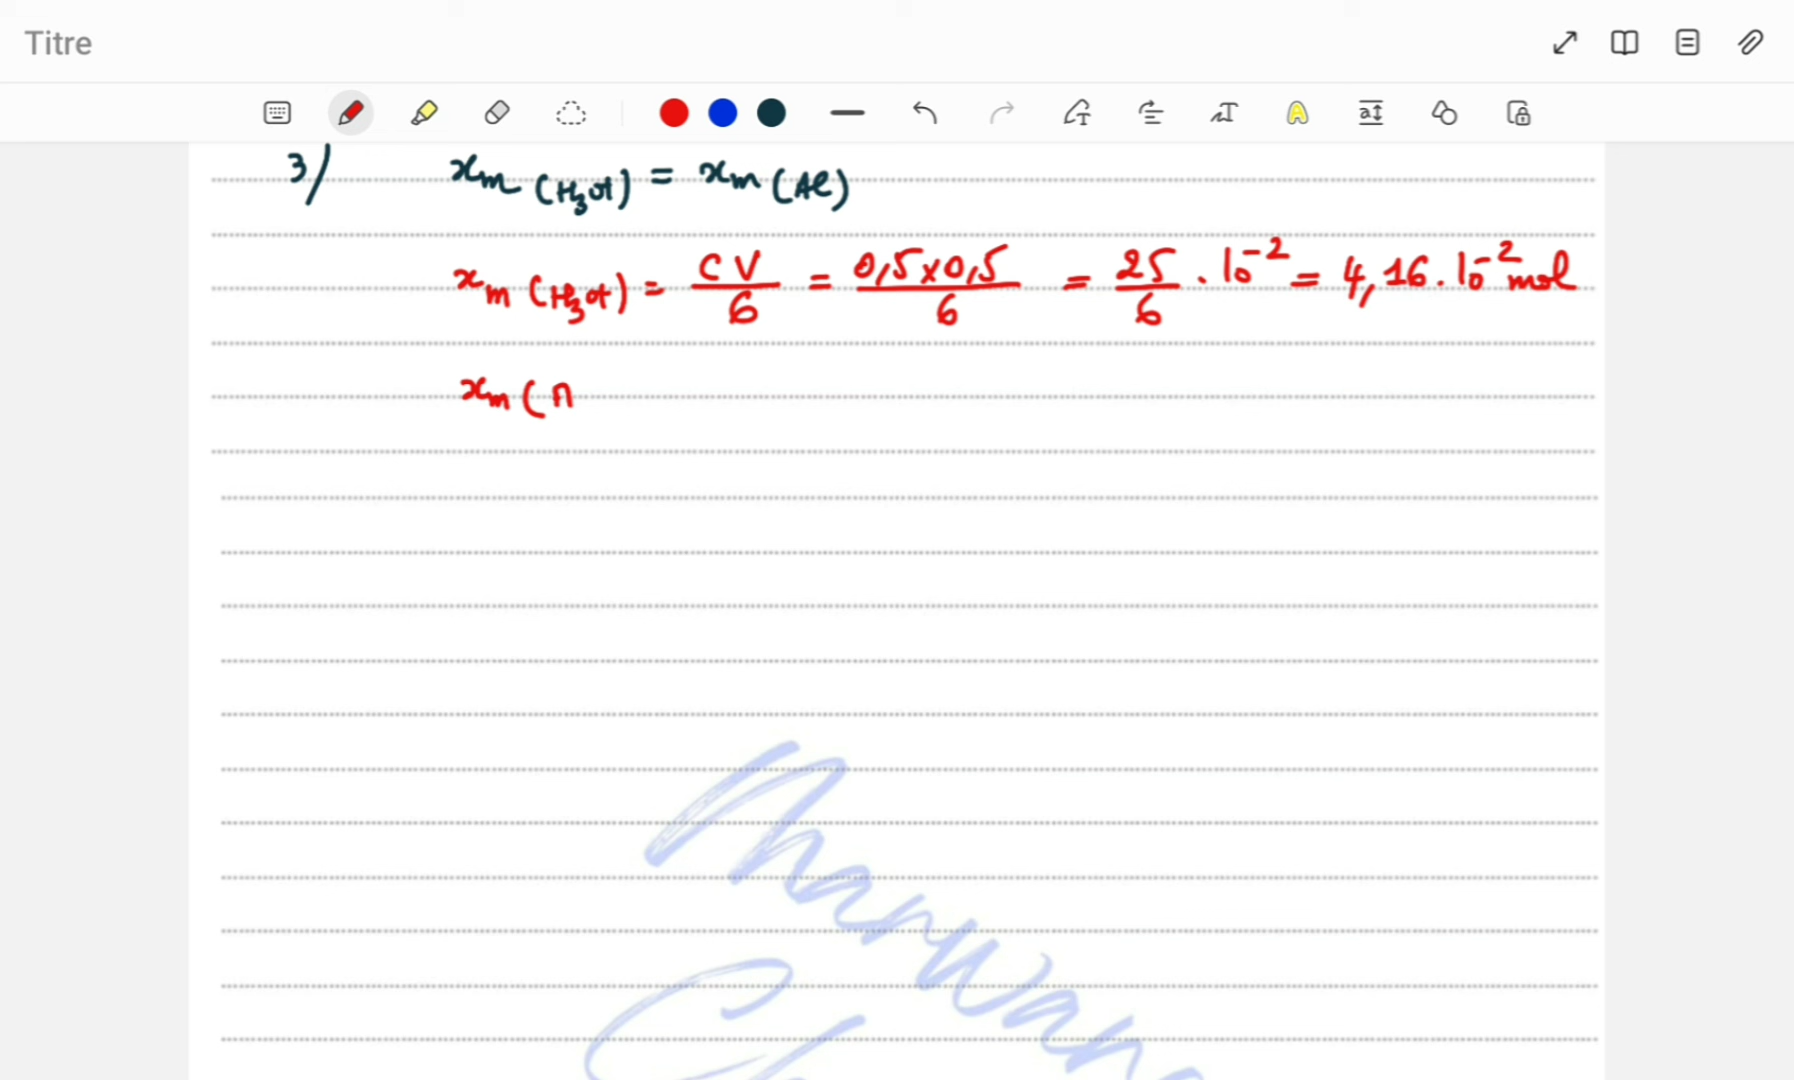 Titre
3/ xm (H3O+) = xm (Al)
xm (H3O+) = CV/6 = 0,5x0,5/6 = 25/6 . 10^-2 = 4,16 . 10^-2 mol
xm (A
Marwan